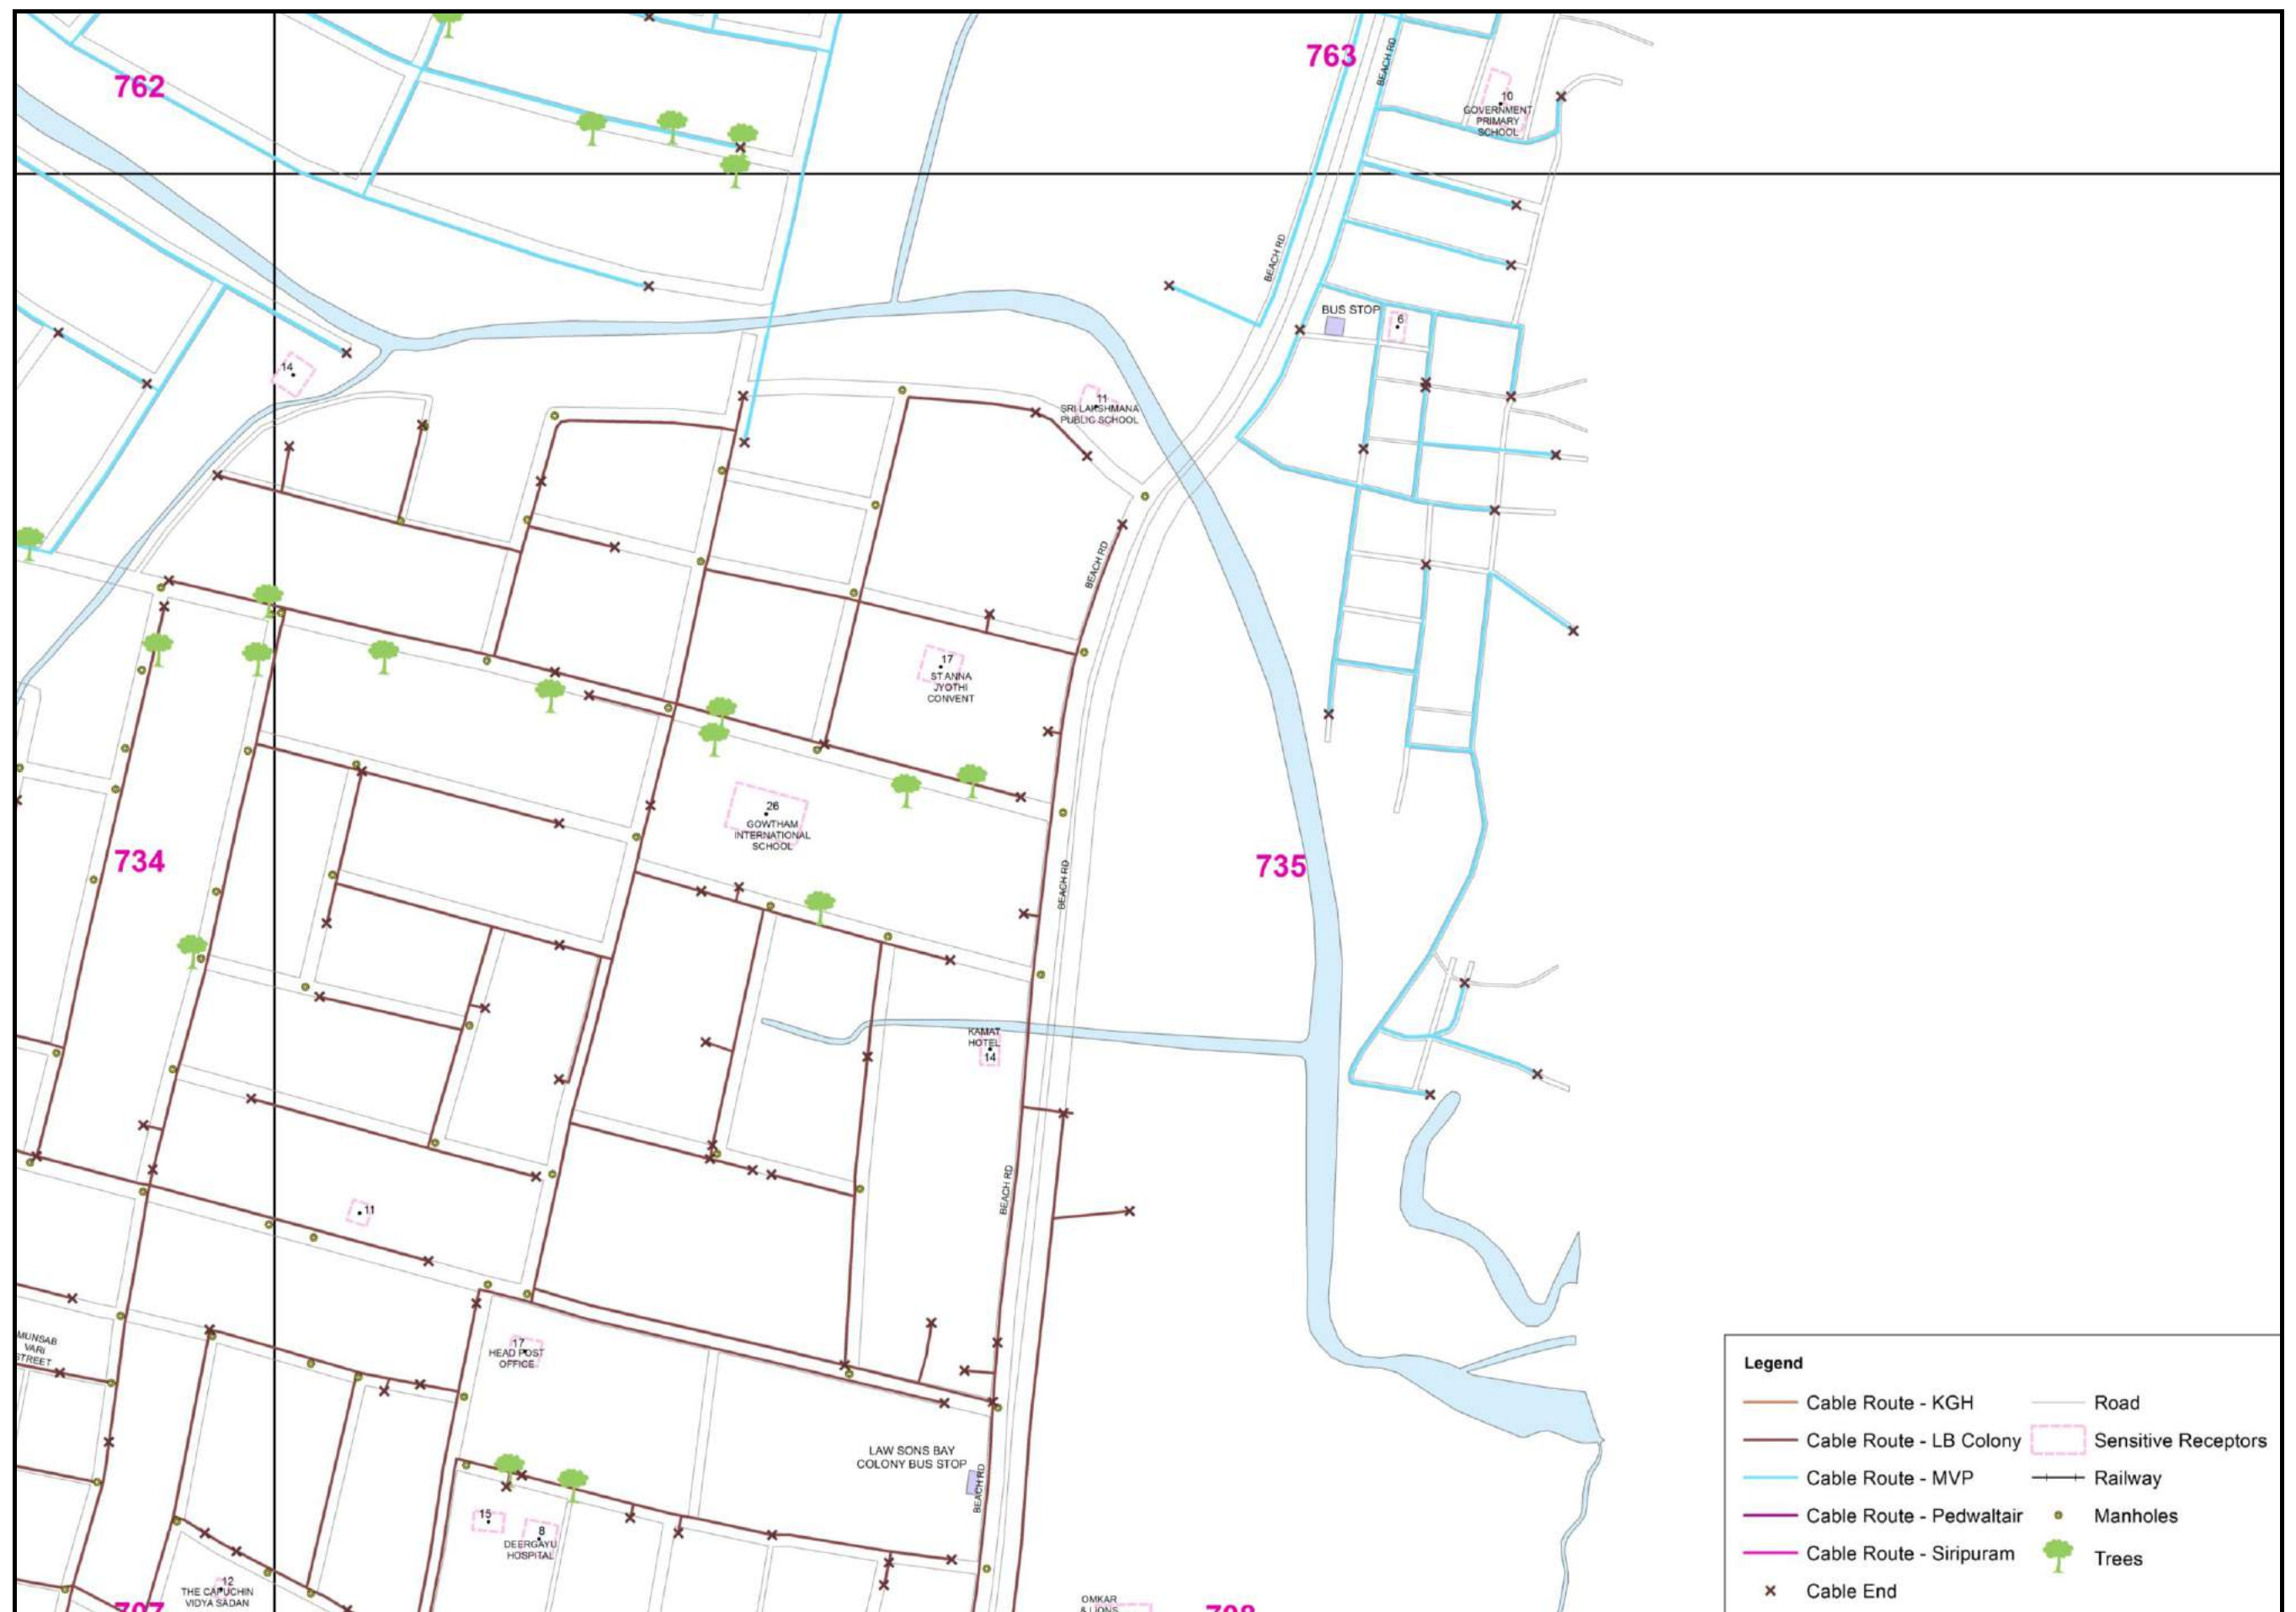 762
763
BEACH RD
10
GOVERNMENT
PRIMARY
SCHOOL
BEACH RD
BUS STOP
6
14
11
SRI LAKSHMANA
PUBLIC SCHOOL
BEACH RD
17
ST ANNA
JYOTHI
CONVENT
26
GOWTHAM
INTERNATIONAL
SCHOOL
734
735
BEACH RD
KAMAT
HOTEL
14
BEACH RD
11
MUNSAB
VARI
STREET
17
HEAD POST
OFFICE
LAW SONS BAY
COLONY BUS STOP
BEACH RD
15
8
DEERGAYU
HOSPITAL
12
THE CAPUCHIN
VIDYA SADAN
OMKAR
& LIONS
Legend
Cable Route - KGH
Road
Cable Route - LB Colony
Sensitive Receptors
Cable Route - MVP
Railway
Cable Route - Pedwaltair
Manholes
Cable Route - Siripuram
Trees
Cable End